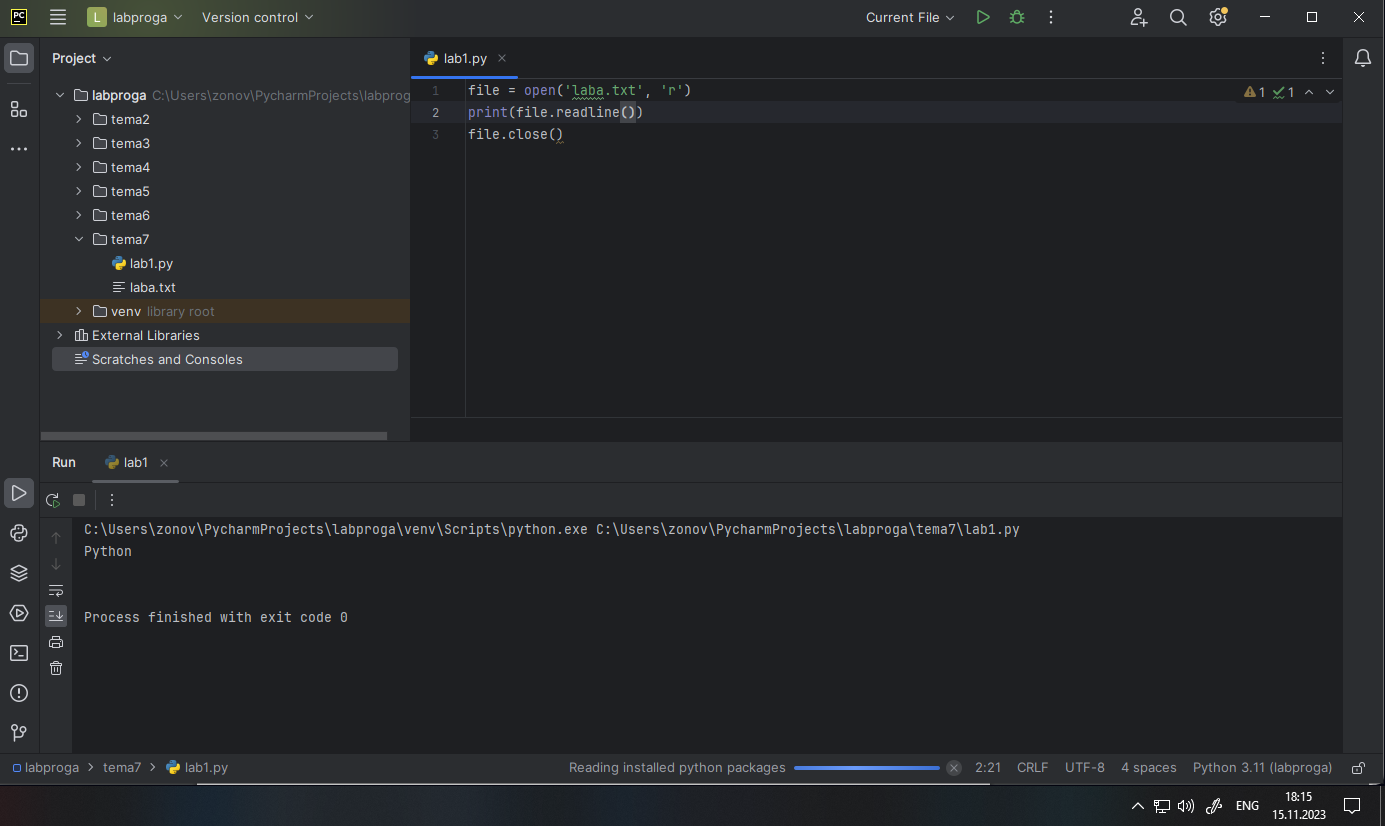 PC L labproga Version control Current File
Project
lab1.py
labproga C:\Users\zonov\PycharmProjects\labprog
tema2
tema3
tema4
tema5
tema6
tema7
lab1.py
laba.txt
venv library root
External Libraries
Scratches and Consoles
1 file = open('laba.txt', 'r')
2 print(file.readline())
3 file.close()
1 1
Run lab1
C:\Users\zonov\PycharmProjects\labproga\venv\Scripts\python.exe C:\Users\zonov\PycharmProjects\labproga\tema7\lab1.py
Python
Process finished with exit code 0
labproga > tema7 > lab1.py Reading installed python packages 2:21 CRLF UTF-8 4 spaces Python 3.11 (labproga)
ENG 18:15
15.11.2023